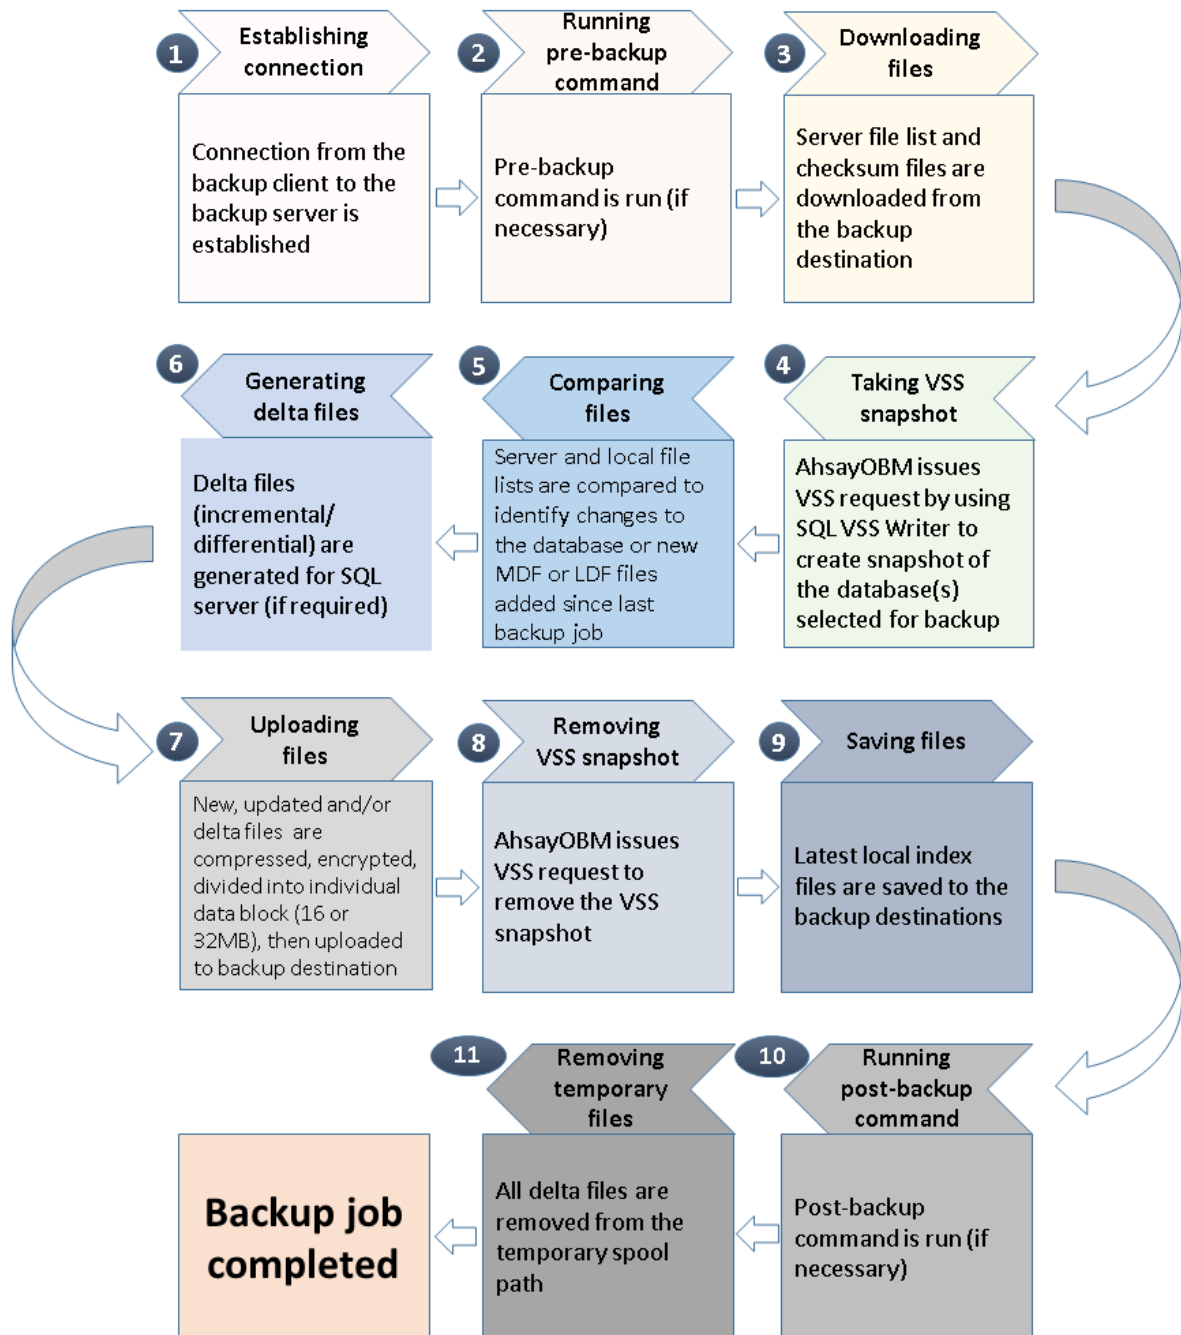 1
Establishing
connection
Connection from the
backup client to the
backup server is
established
2
Running
pre-backup
command
Pre-backup
command is run (if
necessary)
3
Downloading
files
Server file list and
checksum files are
downloaded from
the backup
destination
4
Taking VSS
snapshot
AhsayOBM issues
VSS request by using
SQL VSS Writer to
create snapshot of
the database(s)
selected for backup
5
Comparing
files
Server and local file
lists are compared to
identify changes to
the database or new
MDF or LDF files
added since last
backup job
6
Generating
delta files
Delta files
(incremental/
differential) are
generated for SQL
server (if required)
7
Uploading
files
New, updated and/or
delta files are
compressed, encrypted,
divided into individual
data block (16 or
32MB), then uploaded
to backup destination
8
Removing
VSS snapshot
AhsayOBM issues
VSS request to
remove the VSS
snapshot
9
Saving files
Latest local index
files are saved to the
backup destinations
10
Running
post-backup
command
Post-backup
command is run (if
necessary)
11
Removing
temporary
files
All delta files are
removed from the
temporary spool
path
Backup job
completed